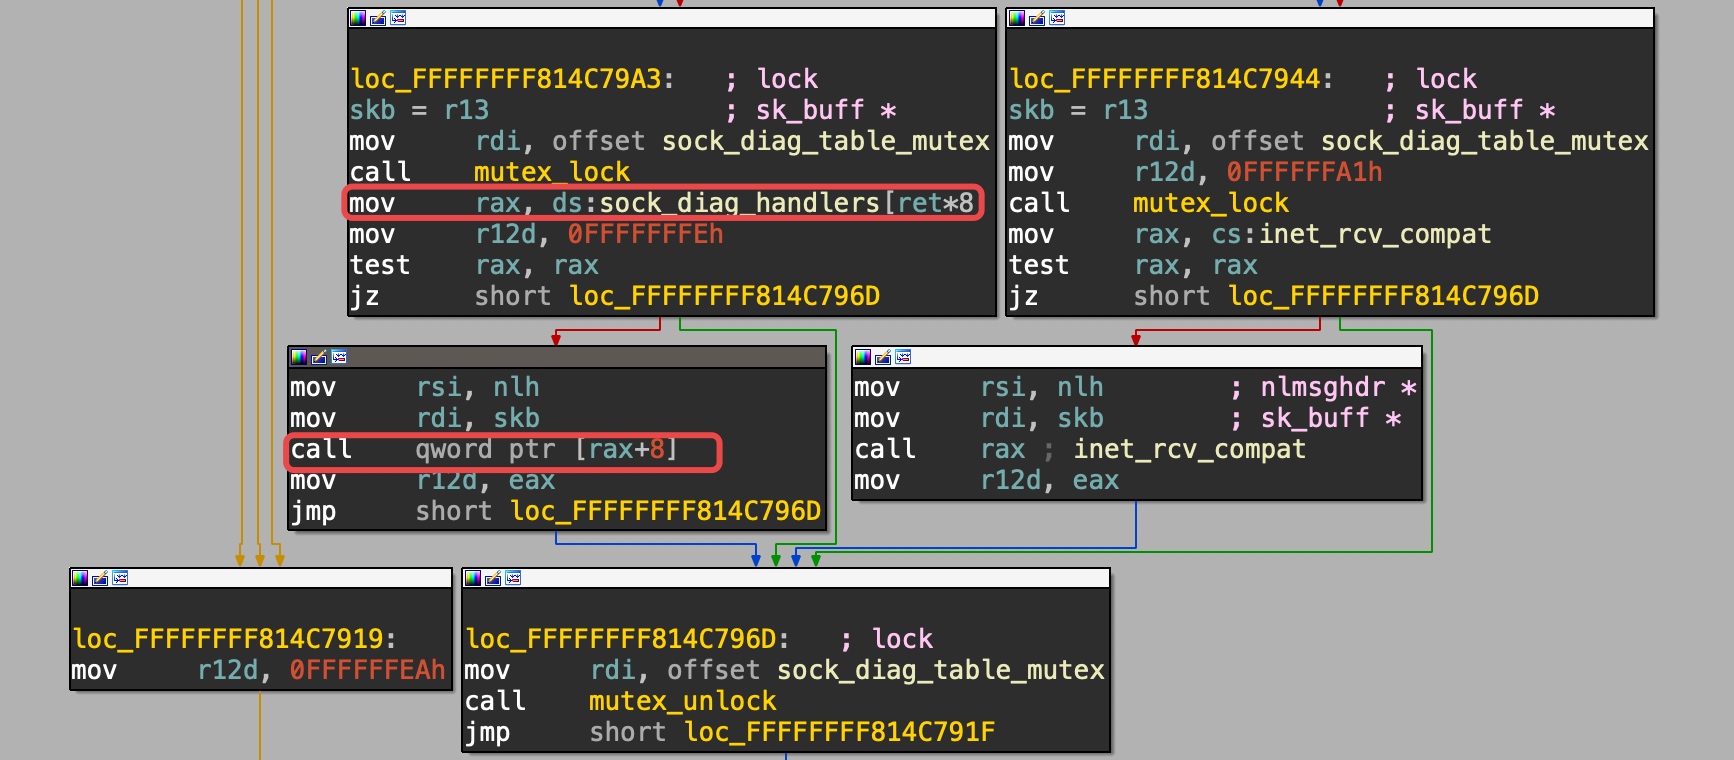 loc_FFFFFFFF814C79A3: ; lock
skb = r13 ; sk_buff *
mov rdi, offset sock_diag_table_mutex
call mutex_lock
mov rax, ds:sock_diag_handlers[ret*8
mov r12d, 0FFFFFFFEh
test rax, rax
jz short loc_FFFFFFFF814C796D
loc_FFFFFFFF814C7944: ; lock
skb = r13 ; sk_buff *
mov rdi, offset sock_diag_table_mutex
mov r12d, 0FFFFFFA1h
call mutex_lock
mov rax, cs:inet_rcv_compat
test rax, rax
jz short loc_FFFFFFFF814C796D
mov rsi, nlh
mov rdi, skb
call qword ptr [rax+8]
mov r12d, eax
jmp short loc_FFFFFFFF814C796D
mov rsi, nlh ; nlmsghdr *
mov rdi, skb ; sk_buff *
call rax ; inet_rcv_compat
mov r12d, eax
loc_FFFFFFFF814C7919:
mov r12d, 0FFFFFFEAh
loc_FFFFFFFF814C796D: ; lock
mov rdi, offset sock_diag_table_mutex
call mutex_unlock
jmp short loc_FFFFFFFF814C791F